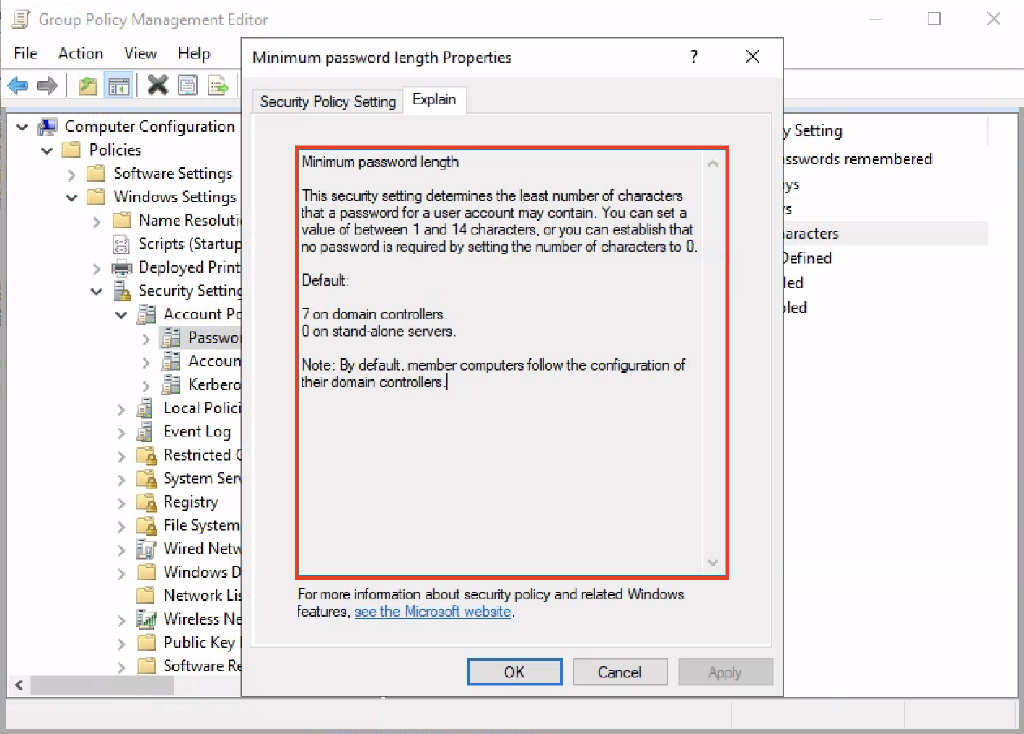 Group Policy Management Editor
File Action View Help
Computer Configuration
Policies
Software Settings
Windows Settings
Name Resoluti
Scripts (Startup
Deployed Print
Security Setting
Account Po
Passwo
Accoun
Kerbero
Local Polici
Event Log
Restricted
System Serv
Registry
File System
Wired Netw
Windows D
Network Lis
Wireless Ne
Public Key
Software Re
Minimum password length Properties
?
Security Policy Setting Explain
Minimum password length
This security setting determines the least number of characters
that a password for a user account may contain. You can set a
value of between 1 and 14 characters, or you can establish that
no password is required by setting the number of characters to 0.
Default:
7 on domain controllers.
0 on stand-alone servers.
Note: By default, member computers follow the configuration of
their domain controllers.
For more information about security policy and related Windows
features, see the Microsoft website.
OK Cancel Apply
y Setting
sswords remembered
ys
s
aracters
Defined
led
bled